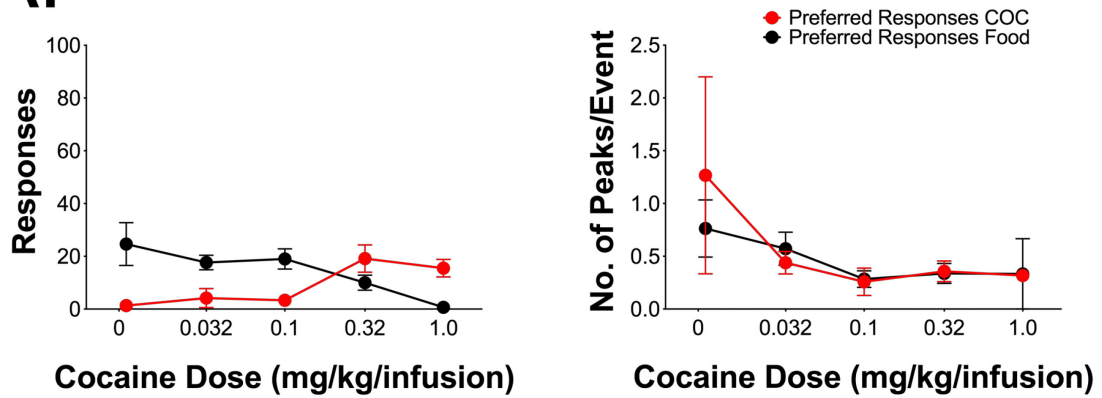 Preferred Responses COC
Preferred Responses Food
Responses
100
80
60
40
20
0
0 0.032 0.1 0.32 1.0
Cocaine Dose (mg/kg/infusion)
No. of Peaks/Event
2.5
2.0
1.5
1.0
0.5
0.0
0 0.032 0.1 0.32 1.0
Cocaine Dose (mg/kg/infusion)